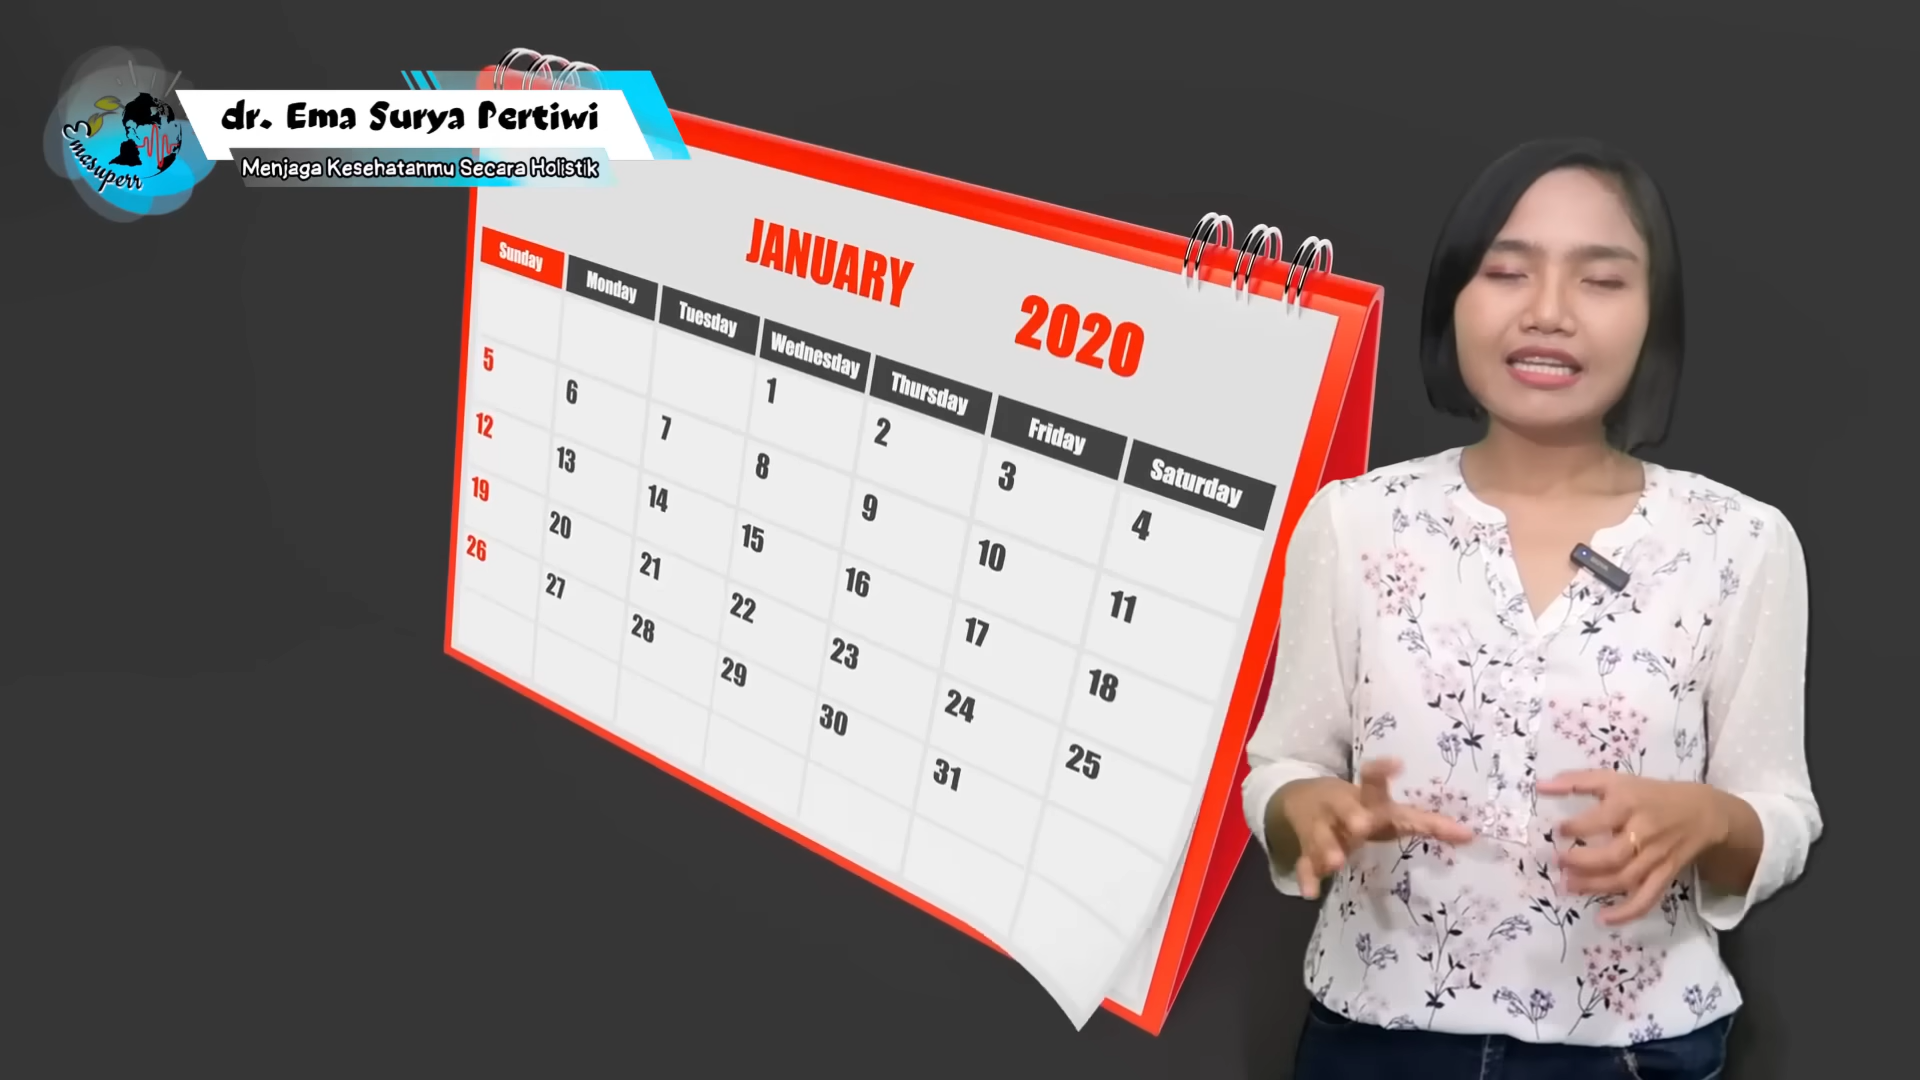 dr. Ema Surya Pertiwi
Menjaga Kesehatanmu Secara Holistik
3masuperr
JANUARY 2020
Sunday Monday Tuesday Wednesday Thursday Friday Saturday
1 2 3 4
5 6 7 8 9 10 11
12 13 14 15 16 17 18
19 20 21 22 23 24 25
26 27 28 29 30 31